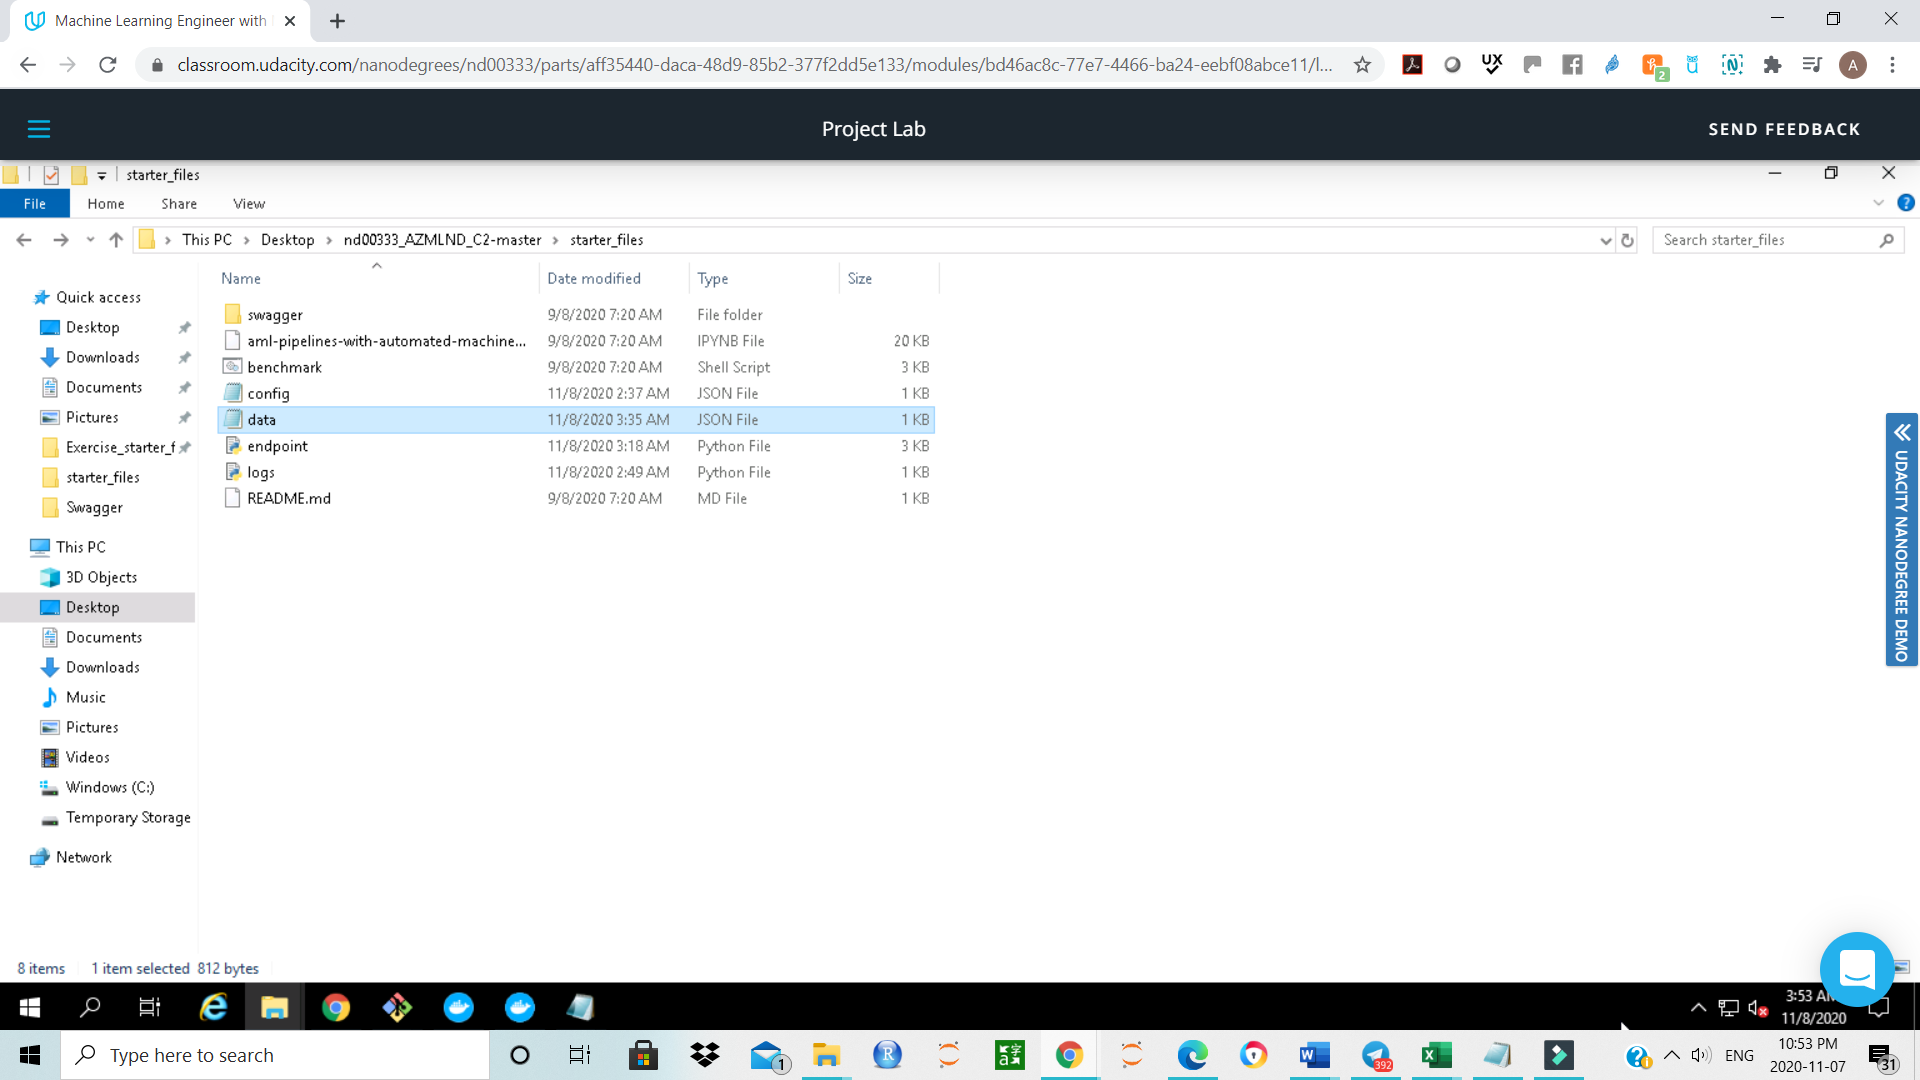 Machine Learning Engineer with
classroom.udacity.com/nanodegrees/nd00333/parts/aff35440-daca-48d9-85b2-377f2dd5e133/modules/bd46ac8c-77e7-4466-ba24-eebf08abce11/l...
UX
2
A
Project Lab
SEND FEEDBACK
starter_files
File Home Share View
This PC > Desktop > nd00333_AZMLND_C2-master > starter_files
Search starter_files
Name Date modified Type Size
swagger 9/8/2020 7:20 AM File folder
aml-pipelines-with-automated-machine... 9/8/2020 7:20 AM IPYNB File 20 KB
benchmark 9/8/2020 7:20 AM Shell Script 3 KB
config 11/8/2020 2:37 AM JSON File 1 KB
data 11/8/2020 3:35 AM JSON File 1 KB
endpoint 11/8/2020 3:18 AM Python File 3 KB
logs 11/8/2020 2:49 AM Python File 1 KB
README.md 9/8/2020 7:20 AM MD File 1 KB
Quick access
Desktop
Downloads
Documents
Pictures
Exercise_starter_f
starter_files
Swagger
This PC
3D Objects
Desktop
Documents
Downloads
Music
Pictures
Videos
Windows (C:)
Temporary Storage
Network
UDACITY NANODEGREE DEMO
8 items 1 item selected 812 bytes
3:53 AM
11/8/2020
Type here to search
1
R
392
ENG
10:53 PM
2020-11-07
31